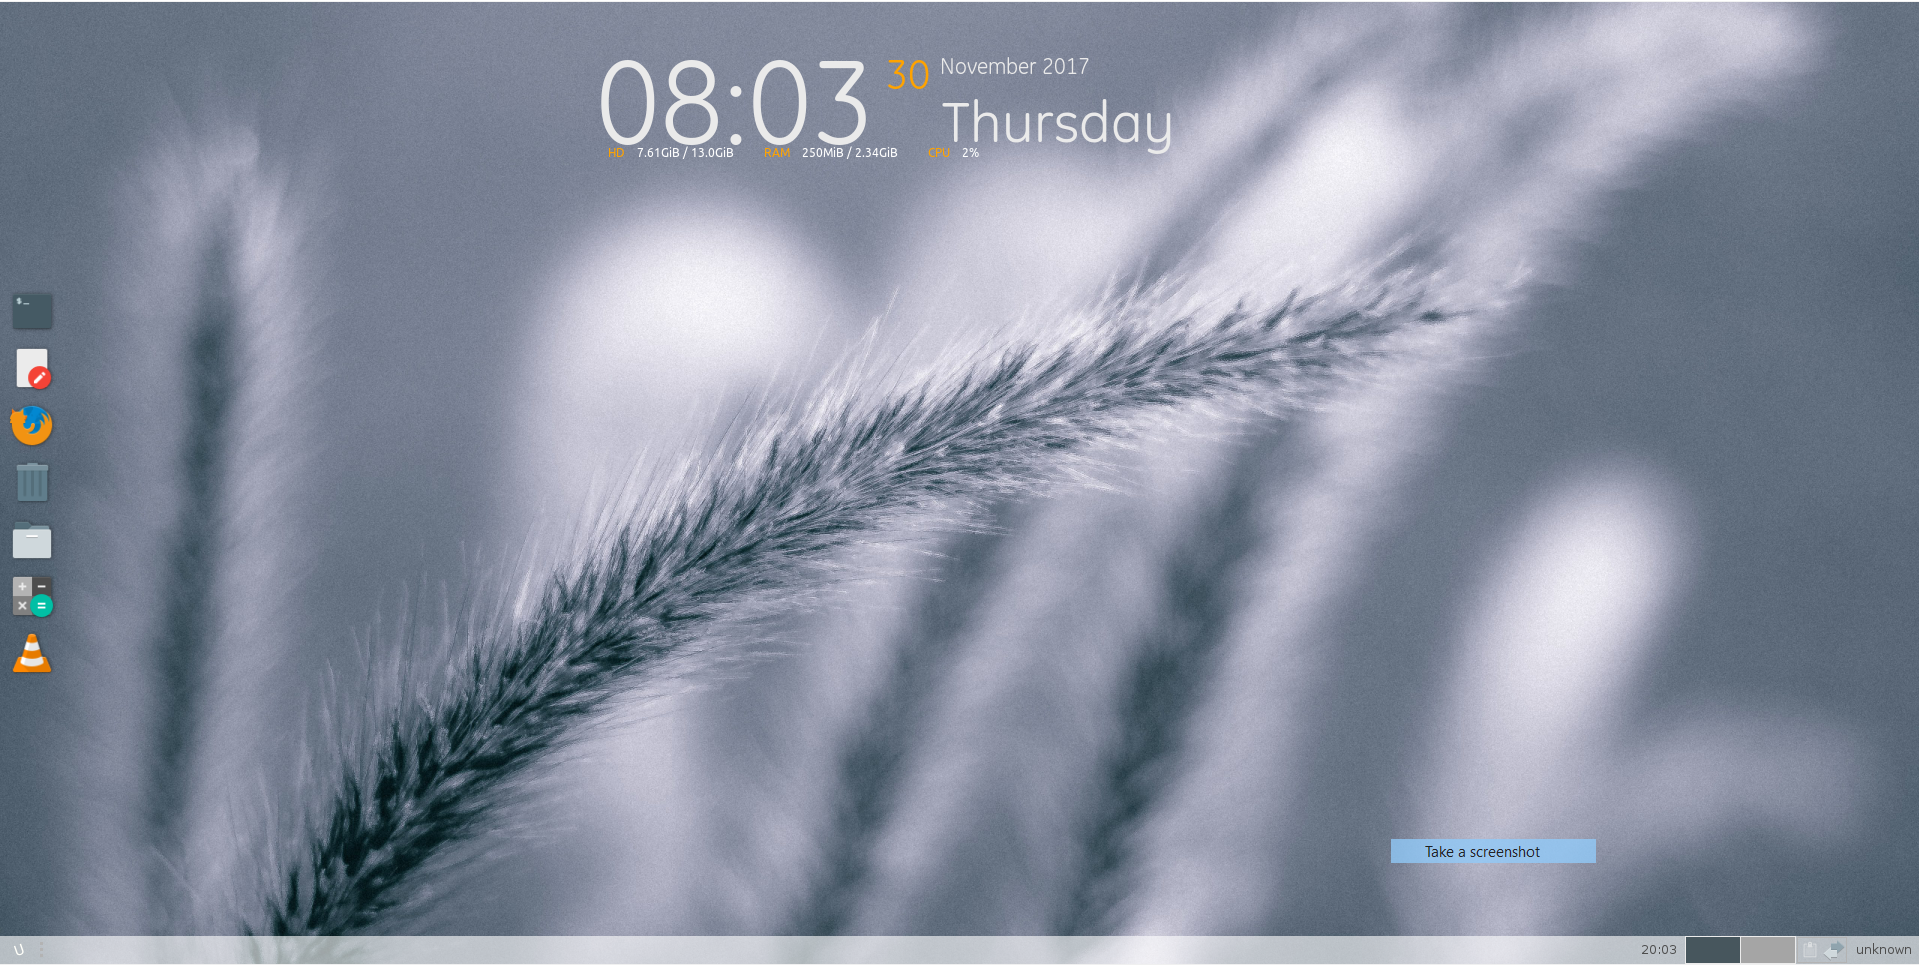 08:03
30
November 2017
Thursday
HD 7.61GiB / 13.0GiB RAM 250MiB / 2.34GiB CPU 2%
$_
Take a screenshot
20:03
unknown